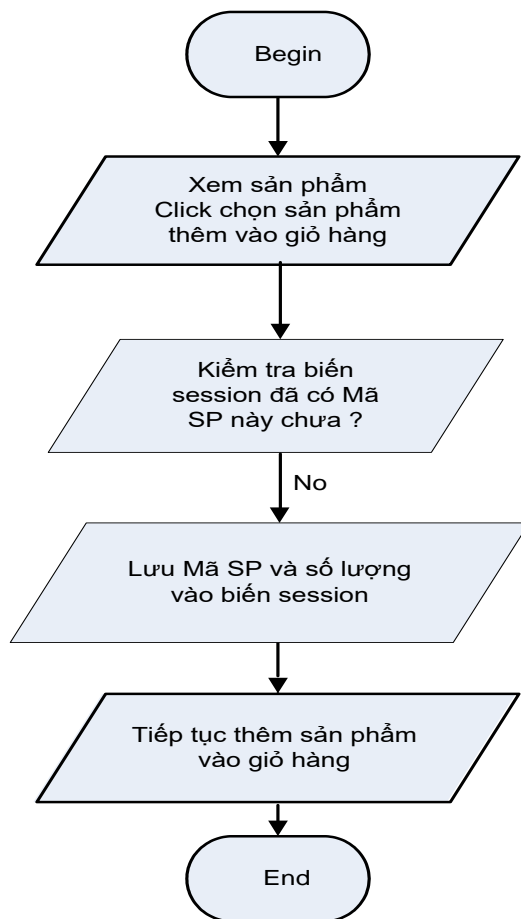 Begin
Xem sản phẩm
Click chọn sản phẩm
thêm vào giỏ hàng
Kiểm tra biến
session đã có Mã
SP này chưa ?
No
Lưu Mã SP và số lượng
vào biến session
Tiếp tục thêm sản phẩm
vào giỏ hàng
End